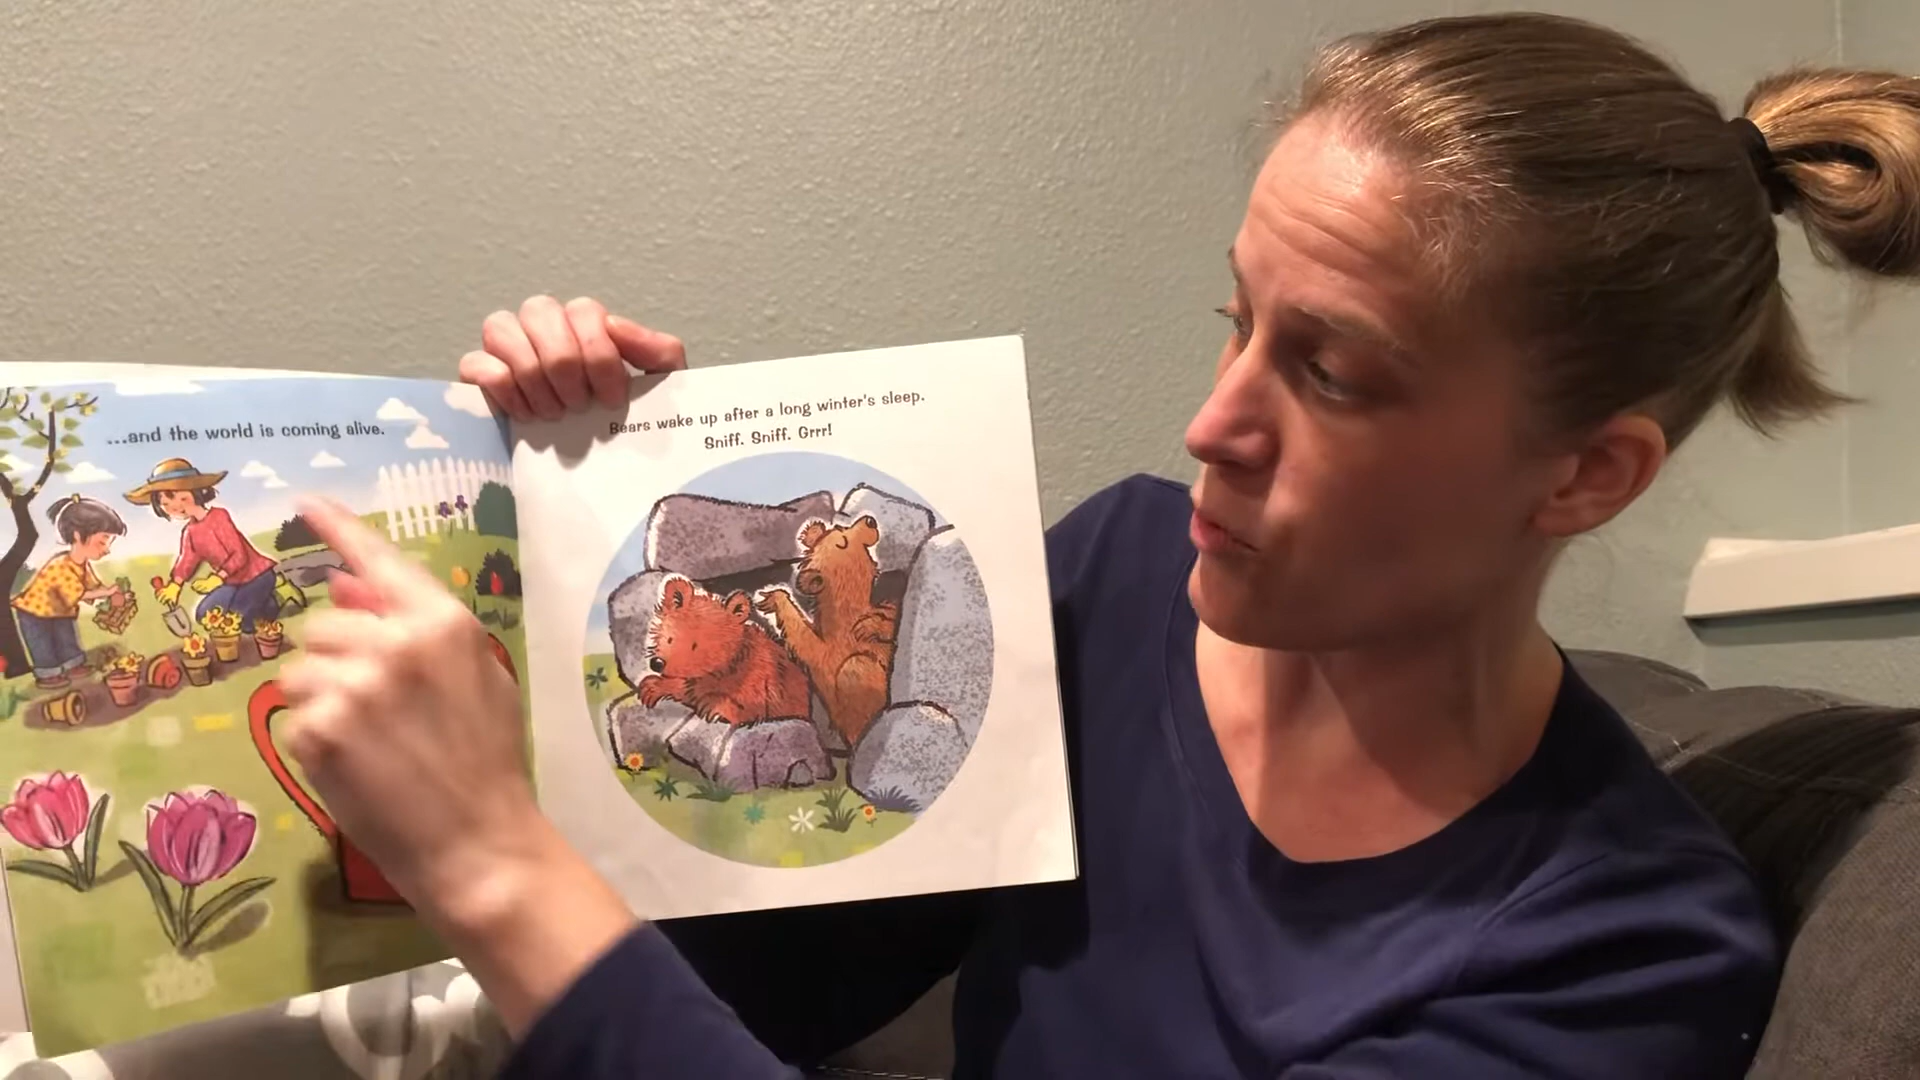 ...and the world is coming alive.
Bears wake up after a long winter's sleep.
Sniff. Sniff. Grrr!